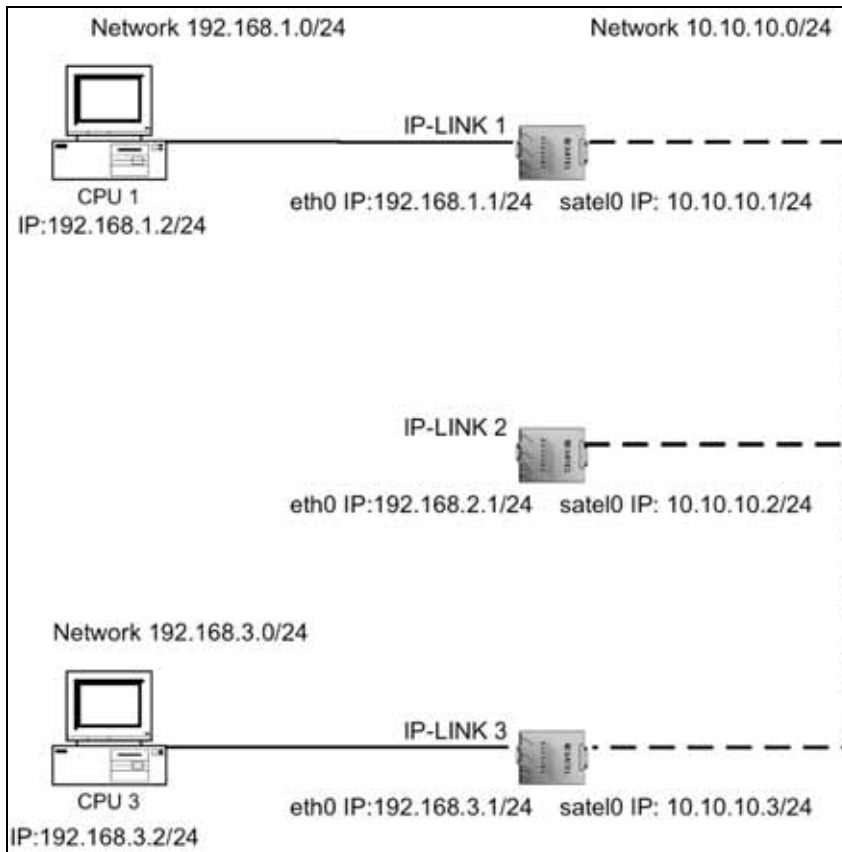 Network 192.168.1.0/24
Network 10.10.10.0/24
IP-LINK 1
CPU 1
eth0 IP:192.168.1.1/24
satel0 IP: 10.10.10.1/24
IP:192.168.1.2/24
IP-LINK 2
eth0 IP:192.168.2.1/24
satel0 IP: 10.10.10.2/24
Network 192.168.3.0/24
IP-LINK 3
CPU 3
eth0 IP:192.168.3.1/24
satel0 IP: 10.10.10.3/24
IP:192.168.3.2/24